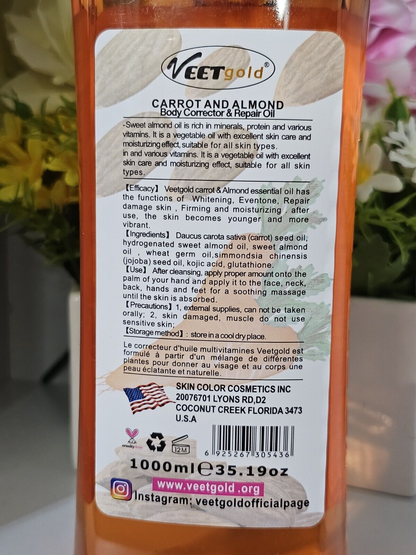 VEETgold®
CARROT AND ALMOND
Body Corrector & Repair Oil
-Sweet almond oil is rich in minerals, protein and various
vitamins. It is a vegetable oil with excellent skin care and
moisturizing effect, suitable for all skin types.
in and various vitamins. It is a vegetable oil with excellent
skin care and moisturizing effect, suitable for all skin
types.
【Efficacy】 Veetgold carrot & Almond essential oil has
the functions of Whitening, Eventone, Repair
damage skin , Firming and moisturizing , after
use, the skin becomes younger and more
vibrant.
【Ingredients】 Daucus carota sativa (carrot) seed oil,
hydrogenated sweet almond oil, sweet almond
oil , wheat germ oil,simmondsia chinensis
(jojoba) seed oil, kojic acid, glutathione.
【Use】 After cleansing, apply proper amount onto the
palm of your hand and apply it to the face, neck,
back, hands and feet for a soothing massage
until the skin is absorbed.
【Precautions】 1, external supplies, can not be taken
orally; 2, skin damaged, muscle do not use
sensitive skin;
【Storage method】 : store in a cool dry place.
Le correcteur d'huile multivitamines Veetgold est
formulé à partir d'un mélange de différentes
plantes pour donner au visage et au corps une
peau éclatante et naturelle.
SKIN COLOR COSMETICS INC
20076701 LYONS RD,D2
COCONUT CREEK FLORIDA 3473
U.S.A
12M
6 925267 305436
1000ml℮35.19oz
www.veetgold .org
Instagram: veetgoldofficialpage